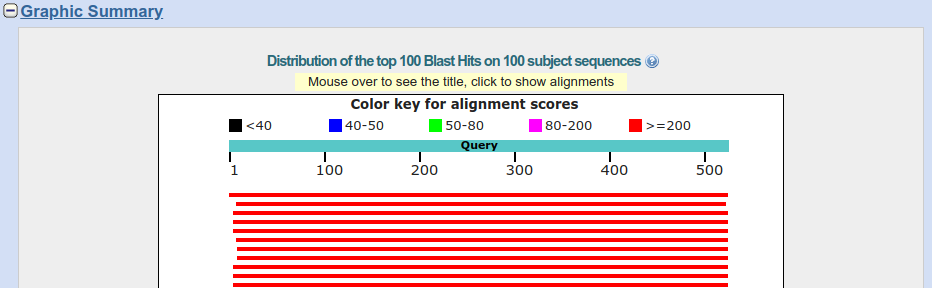 Graphic Summary
Distribution of the top 100 Blast Hits on 100 subject sequences ?
Mouse over to see the title, click to show alignments
Color key for alignment scores
<40 40-50 50-80 80-200 >=200
Query
1 100 200 300 400 500